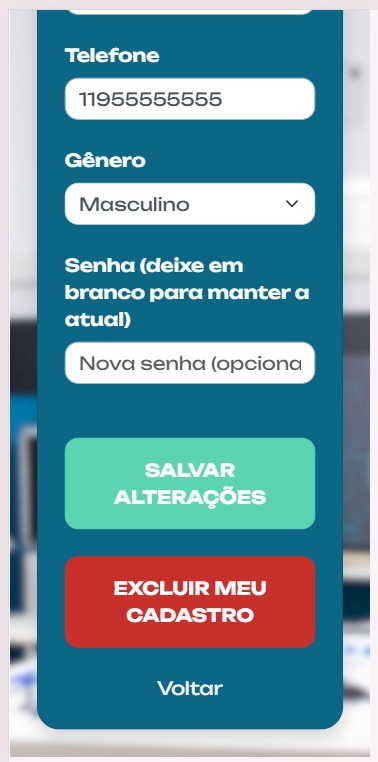 Telefone
11955555555
Gênero
Masculino
Senha (deixe em
branco para manter a
atual)
Nova senha (opciona
SALVAR
ALTERAÇÕES
EXCLUIR MEU
CADASTRO
Voltar